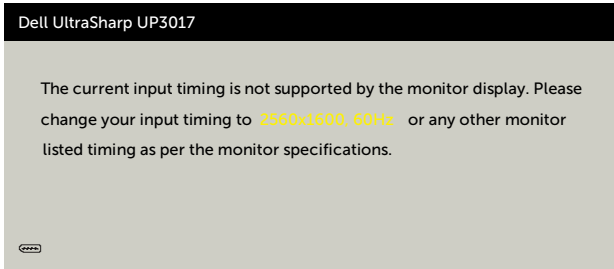 Dell UltraSharp UP3017
The current input timing is not supported by the monitor display. Please
change your input timing to 2560x1600, 60Hz or any other monitor
listed timing as per the monitor specifications.